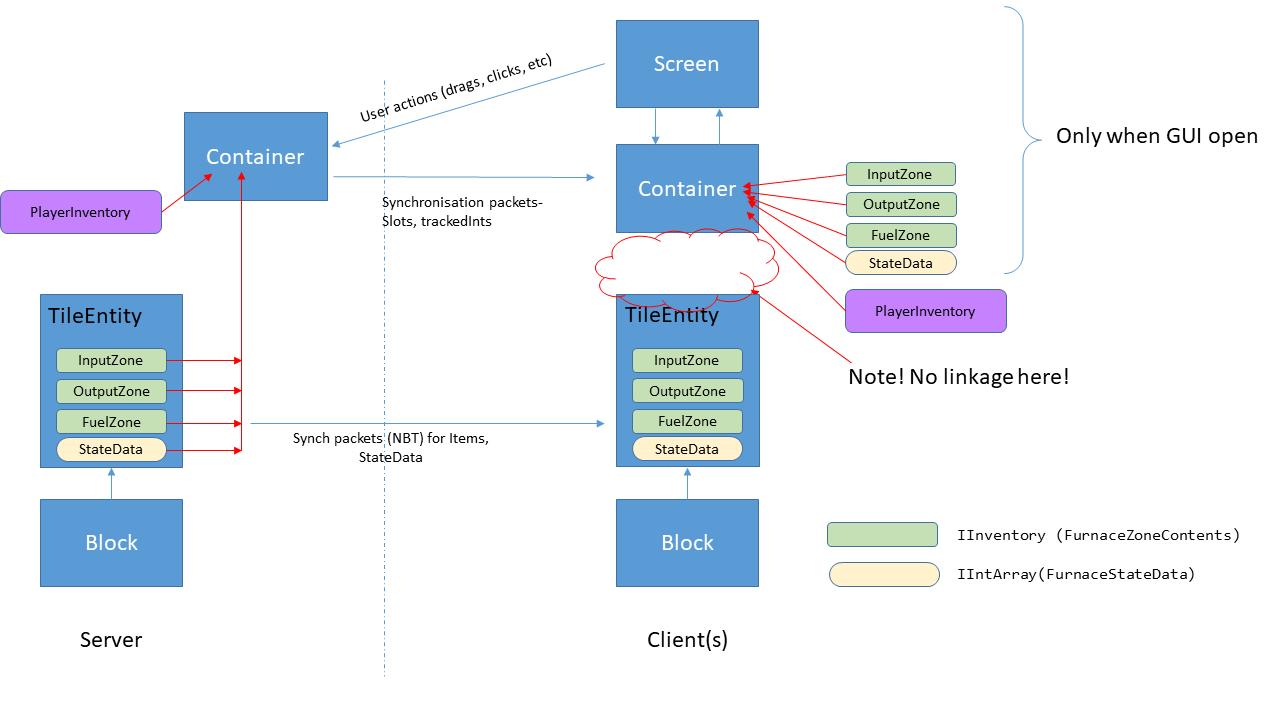 Screen
User actions (drags, clicks, etc)
Only when GUI open
Container
Container
InputZone
OutputZone
FuelZone
StateData
PlayerInventory
Synchronisation packets-
Slots, trackedInts
PlayerInventory
TileEntity
InputZone
OutputZone
FuelZone
StateData
TileEntity
InputZone
OutputZone
FuelZone
StateData
Note! No linkage here!
Synch packets (NBT) for Items,
StateData
Block
Block
IInventory (FurnaceZoneContents)
IIntArray(FurnaceStateData)
Server
Client(s)